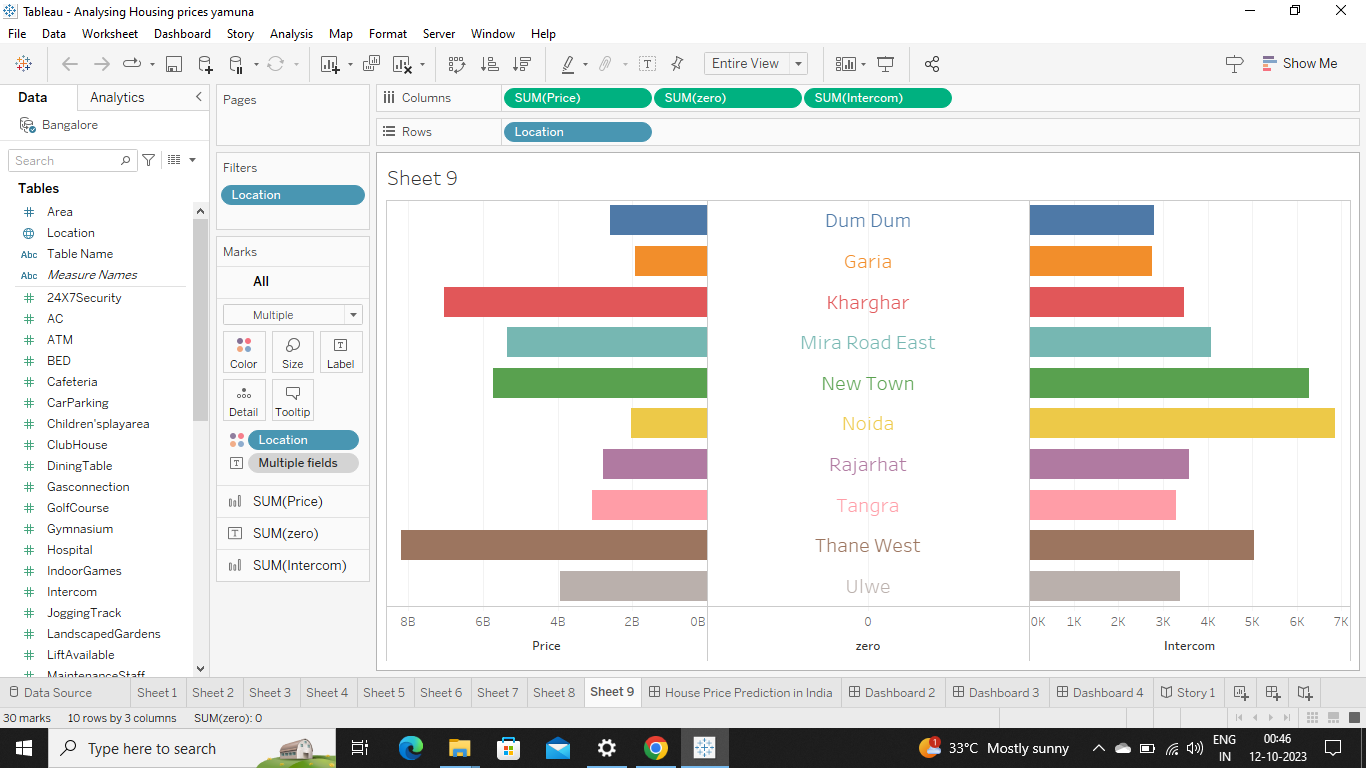 Tableau - Analysing Housing prices yamuna
File Data Worksheet Dashboard Story Analysis Map Format Server Window Help
Entire View
Show Me
Data Analytics
Bangalore
Search
Tables
Area
Location
Abc Table Name
Abc Measure Names
24X7Security
AC
ATM
BED
Cafeteria
CarParking
Children'splayarea
ClubHouse
DiningTable
Gasconnection
GolfCourse
Gymnasium
Hospital
IndoorGames
Intercom
JoggingTrack
LandscapedGardens
LiftAvailable
MaintenanceStaff
Pages
Filters
Location
Marks
All
Multiple
Color Size Label
Detail Tooltip
Location
Multiple fields
SUM(Price)
SUM(zero)
SUM(Intercom)
Columns SUM(Price) SUM(zero) SUM(Intercom)
Rows Location
Sheet 9
Dum Dum
Garia
Kharghar
Mira Road East
New Town
Noida
Rajarhat
Tangra
Thane West
Ulwe
8B 6B 4B 2B 0B 0 0K 1K 2K 3K 4K 5K 6K 7K
Price zero Intercom
Data Source Sheet 1 Sheet 2 Sheet 3 Sheet 4 Sheet 5 Sheet 6 Sheet 7 Sheet 8 Sheet 9 House Price Prediction in India Dashboard 2 Dashboard 3 Dashboard 4 Story 1
30 marks 10 rows by 3 columns SUM(zero): 0
Type here to search
1
33°C Mostly sunny
ENG
IN
00:46
12-10-2023